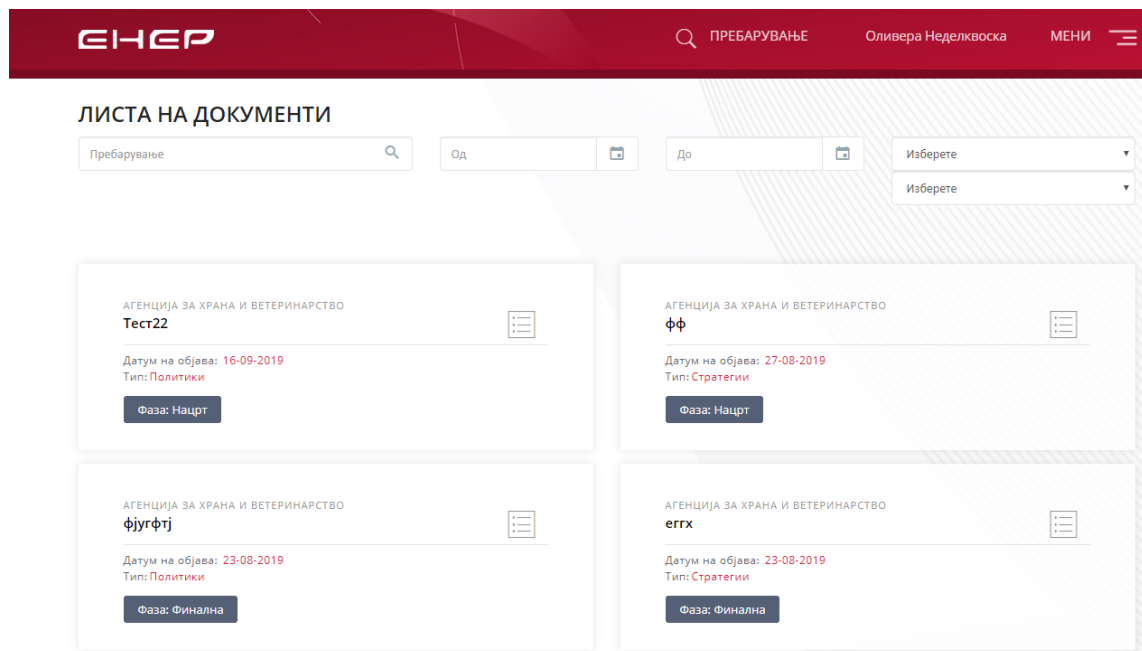 ЕНЕР
ПРЕБАРУВАЊЕ
Оливера Неделквоска
МЕНИ
ЛИСТА НА ДОКУМЕНТИ
Пребарување
Од
До
Изберете
Изберете
АГЕНЦИЈА ЗА ХРАНА И ВЕТЕРИНАРСТВО
Тест22
Датум на објава: 16-09-2019
Тип: Политики
Фаза: Нацрт
АГЕНЦИЈА ЗА ХРАНА И ВЕТЕРИНАРСТВО
фф
Датум на објава: 27-08-2019
Тип: Стратегии
Фаза: Нацрт
АГЕНЦИЈА ЗА ХРАНА И ВЕТЕРИНАРСТВО
фјугфтј
Датум на објава: 23-08-2019
Тип: Политики
Фаза: Финална
АГЕНЦИЈА ЗА ХРАНА И ВЕТЕРИНАРСТВО
еггх
Датум на објава: 23-08-2019
Тип: Стратегии
Фаза: Финална